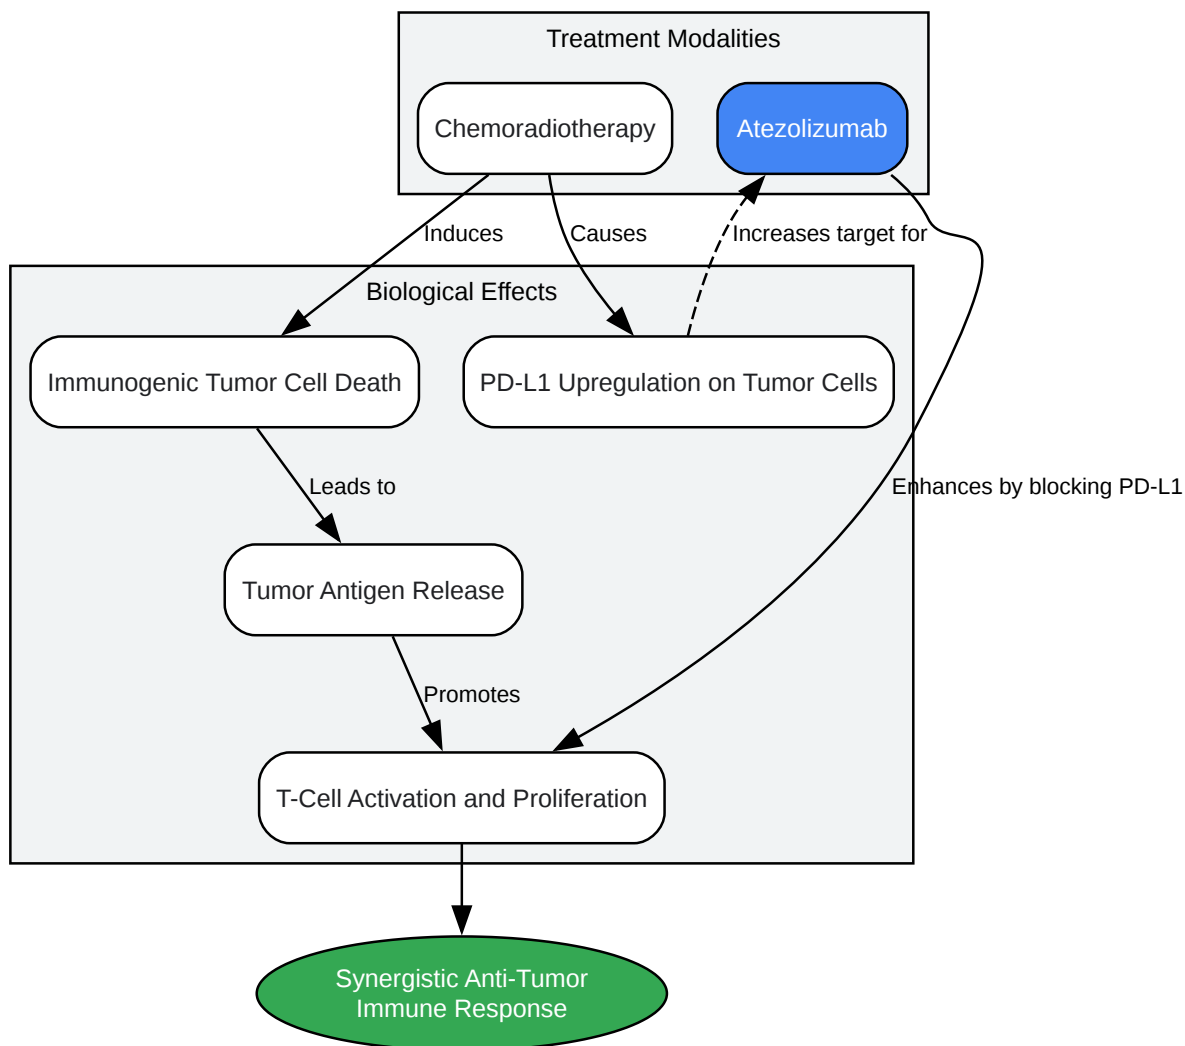 Treatment Modalities
Chemoradiotherapy
Atezolizumab
Induces
Causes
Increases target for
Biological Effects
Immunogenic Tumor Cell Death
PD-L1 Upregulation on Tumor Cells
Leads to
Enhances by blocking PD-L1
Tumor Antigen Release
Promotes
T-Cell Activation and Proliferation
Synergistic Anti-Tumor
Immune Response